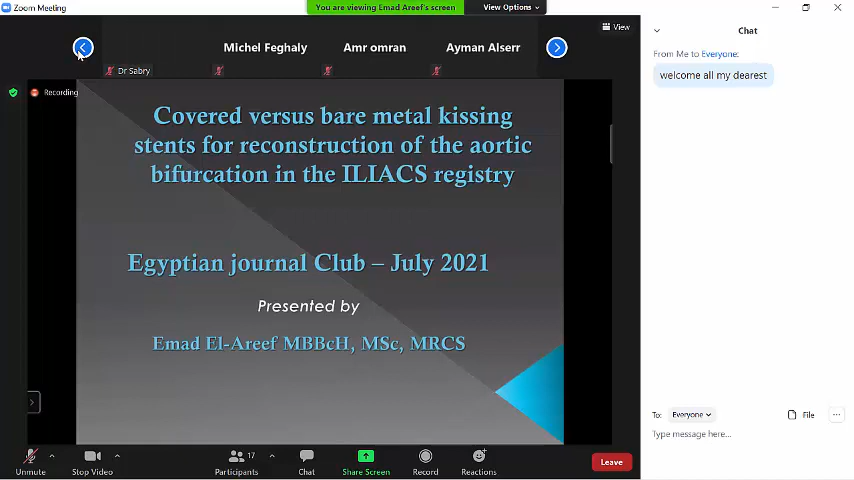 Zoom Meeting
You are viewing Emad Areef's screen
View Options
View
Michel Feghaly
Amr omran
Ayman Alserr
Dr Sabry
Recording
Covered versus bare metal kissing
stents for reconstruction of the aortic
bifurcation in the ILIACS registry
Egyptian journal Club – July 2021
Presented by
Emad El-Areef MBBcH, MSc, MRCS
Unmute
Stop Video
17
Participants
Chat
Share Screen
Record
Reactions
Leave
Chat
From Me to Everyone:
welcome all my dearest
To: Everyone
File
Type message here...